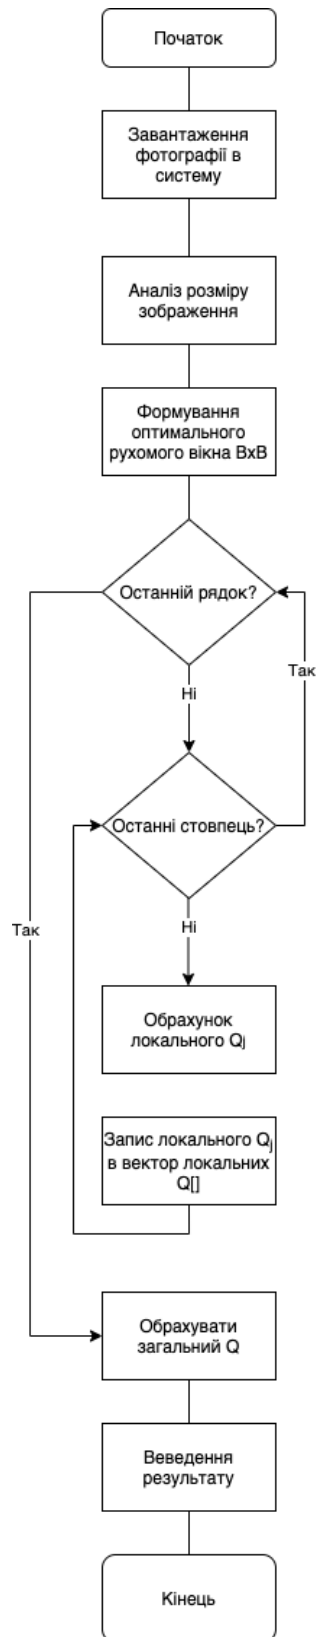 Початок
Завантаження
фотографії в
систему
Аналіз розміру
зображення
Формування
оптимального
рухомого вікна BxB
Останній рядок?
Так
Ні
Останні стовпець?
Так
Ні
Обрахунок
локального Qj
Запис локального Qj
в вектор локальних
Q[]
Обрахувати
загальний Q
Веведення
результату
Кінець